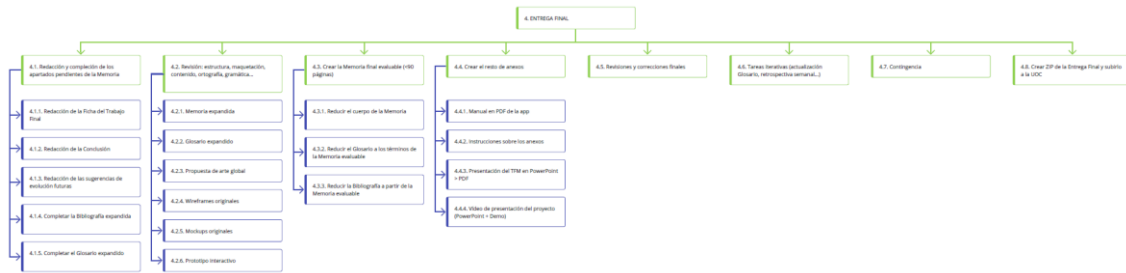 4. ENTREGA FINAL
4.1. Redacción y compleción de los
apartados pendientes de la Memoria
4.1.1. Redacción de la Ficha del Trabajo
Final
4.1.2. Redacción de la Conclusión
4.1.3. Redacción de las sugerencias de
evolución futuras
4.1.4. Completar la Bibliografía expandida
4.1.5. Completar el Glosario expandido
4.2. Revisión: estructura, maquetación,
contenido, ortografía, gramática...
4.2.1. Memoria expandida
4.2.2. Glosario expandido
4.2.3. Propuesta de arte global
4.2.4. Wireframes originales
4.2.5. Mockups originales
4.2.6. Prototipo interactivo
4.3. Crear la Memoria final evaluable (<90
páginas)
4.3.1. Reducir el cuerpo de la Memoria
4.3.2. Reducir el Glosario a los términos de
la Memoria evaluable
4.3.3. Reducir la Bibliografía a partir de la
Memoria evaluable
4.4. Crear el resto de anexos
4.4.1. Manual en PDF de la app
4.4.2. Instrucciones sobre los anexos
4.4.3. Presentación del TFM en PowerPoint
+ PDF
4.4.4. Vídeo de presentación del proyecto
(PowerPoint + Demo)
4.5. Revisiones y correcciones finales
4.6. Tareas iterativas (actualización
Glosario, retrospectiva semanal...)
4.7. Contingencia
4.8. Crear ZIP de la Entrega Final y subirlo
a la UOC